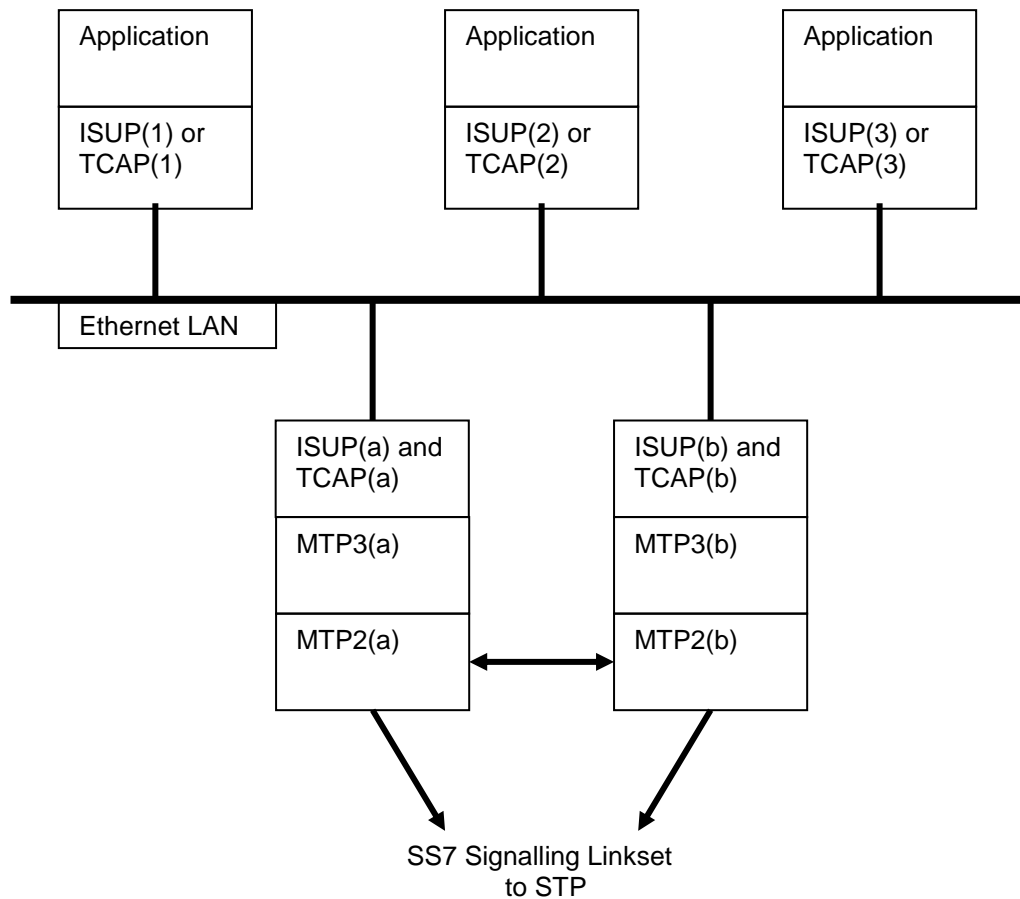 Application
Application
Application
ISUP(1) or
TCAP(1)
ISUP(2) or
TCAP(2)
ISUP(3) or
TCAP(3)
Ethernet LAN
ISUP(a) and
TCAP(a)
ISUP(b) and
TCAP(b)
MTP3(a)
MTP3(b)
MTP2(a)
MTP2(b)
SS7 Signalling Linkset
to STP